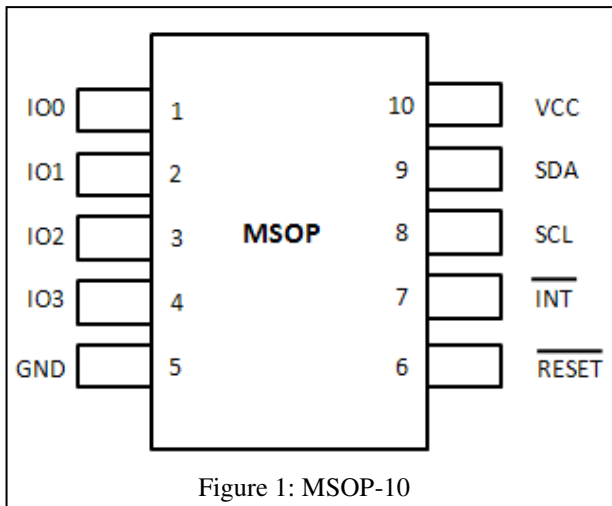 IO0 1 10 VCC
IO1 2 9 SDA
IO2 3 MSOP 8 SCL
IO3 4 7 INT
GND 5 6 RESET
Figure 1: MSOP-10